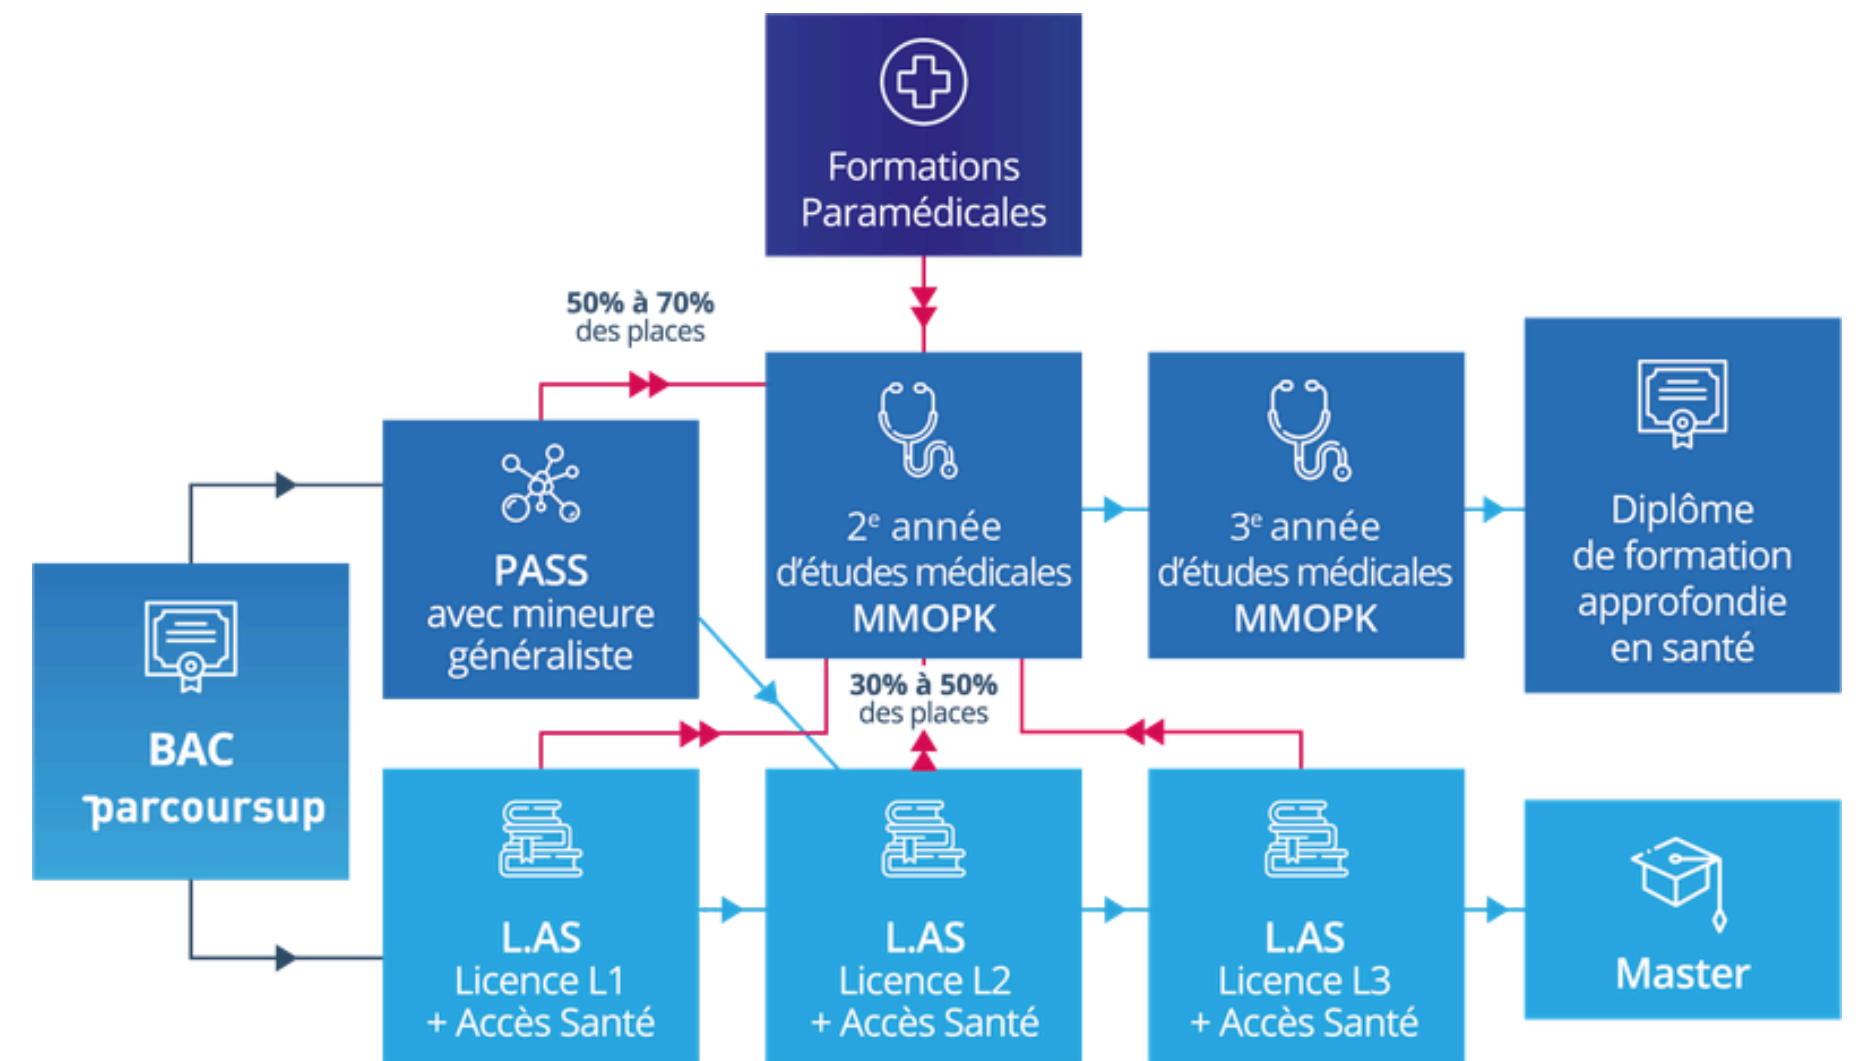 Formations
Paramédicales
50% à 70%
des places
PASS
avec mineure
généraliste
2e année
d'études médicales
MMOPK
3e année
d'études médicales
MMOPK
Diplôme
de formation
approfondie
en santé
BAC
parcoursup
30% à 50%
des places
L.AS
Licence L1
+ Accès Santé
L.AS
Licence L2
+ Accès Santé
L.AS
Licence L3
+ Accès Santé
Master